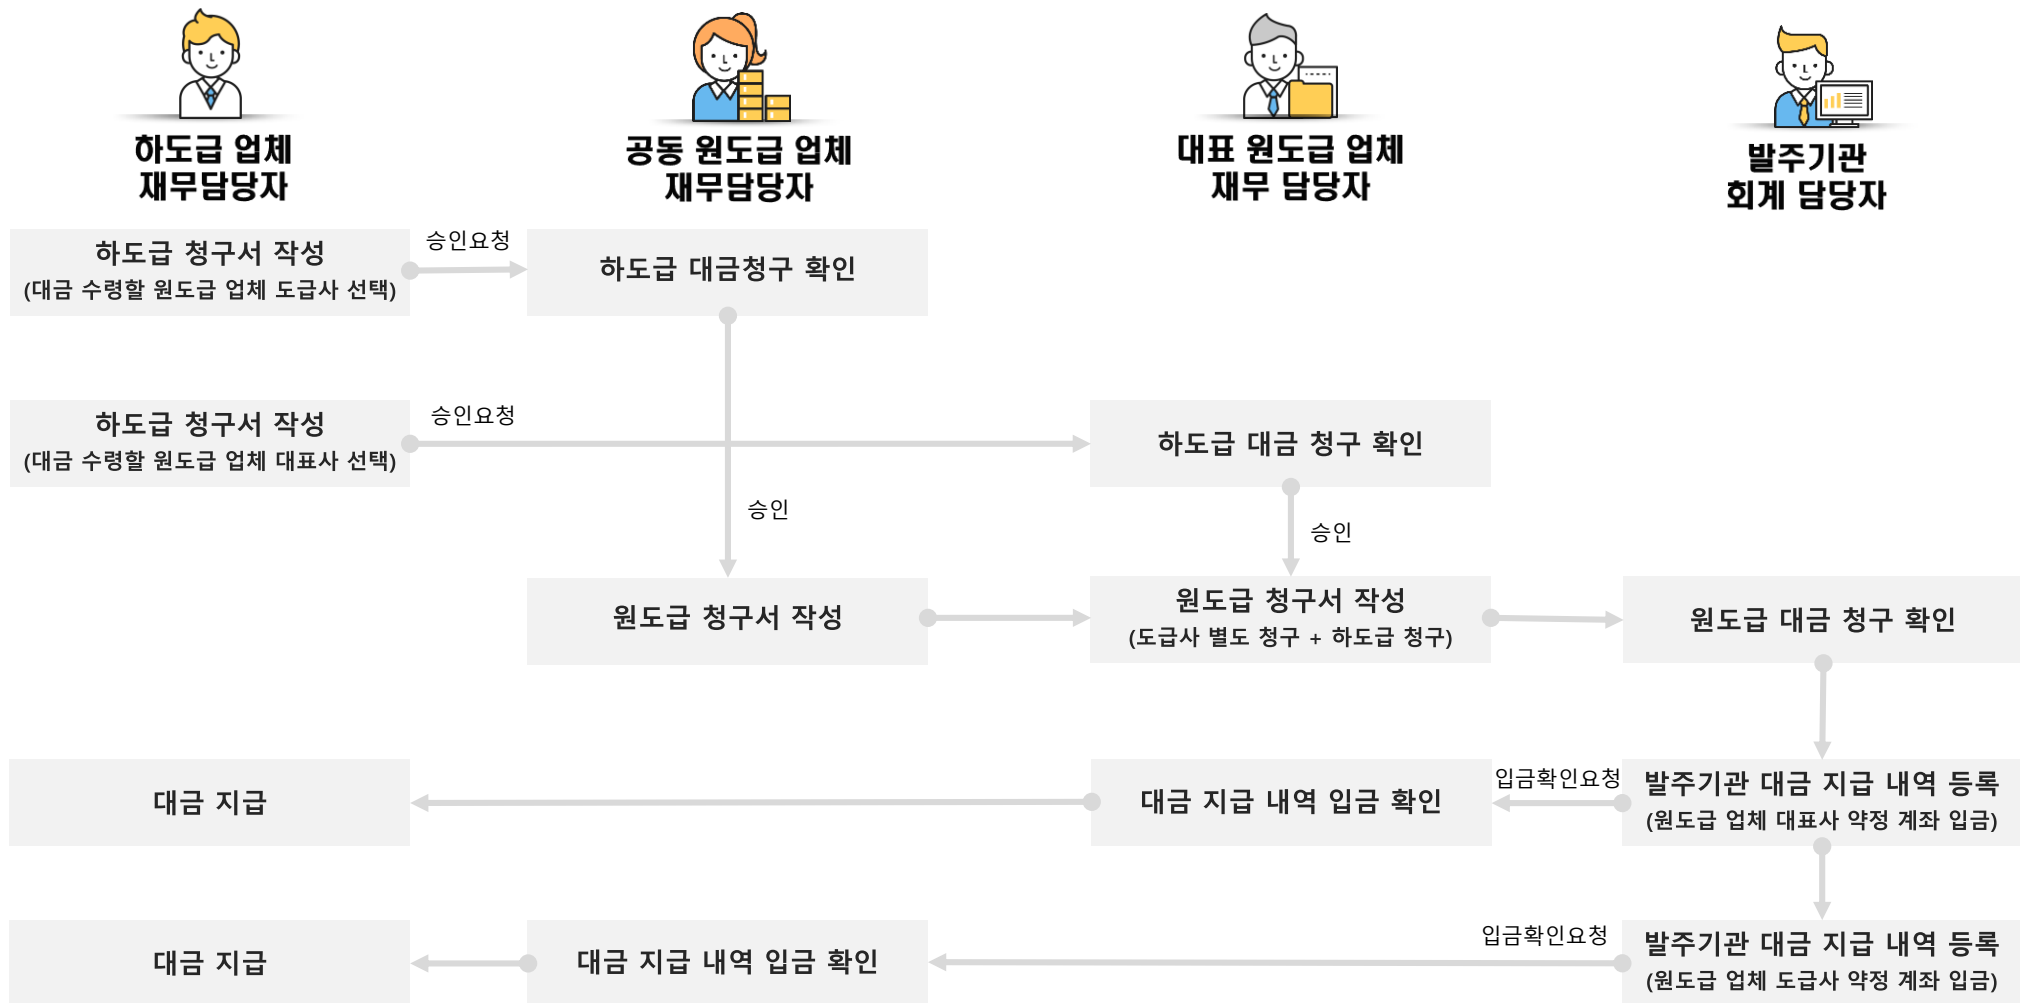 하도급 업체
재무담당자
공동 원도급 업체
재무담당자
대표 원도급 업체
재무 담당자
발주기관
회계 담당자
하도급 청구서 작성
(대금 수령할 원도급 업체 도급사 선택)
승인요청
하도급 대금청구 확인
하도급 청구서 작성
(대금 수령할 원도급 업체 대표사 선택)
승인요청
하도급 대금 청구 확인
승인
승인
원도급 청구서 작성
원도급 청구서 작성
(도급사 별도 청구 + 하도급 청구)
원도급 대금 청구 확인
대금 지급
대금 지급 내역 입금 확인
입금확인요청
발주기관 대금 지급 내역 등록
(원도급 업체 대표사 약정 계좌 입금)
대금 지급
대금 지급 내역 입금 확인
입금확인요청
발주기관 대금 지급 내역 등록
(원도급 업체 도급사 약정 계좌 입금)